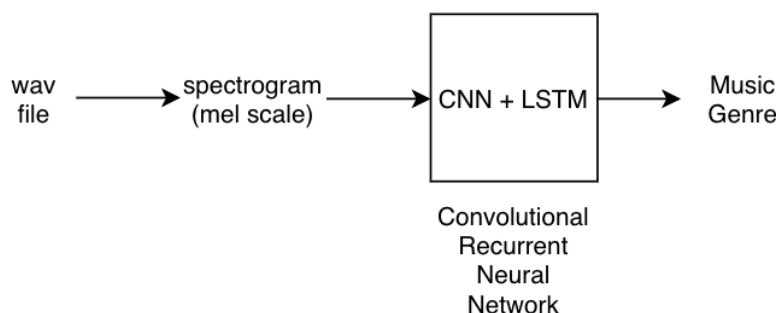 wav
file
spectrogram
(mel scale)
CNN + LSTM
Music
Genre
Convolutional
Recurrent
Neural
Network